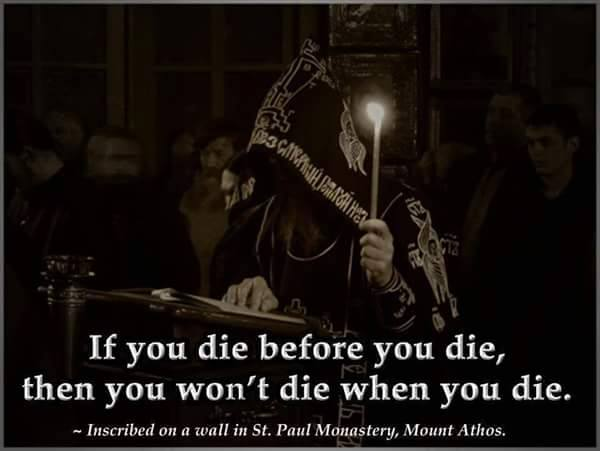 If you die before you die,
then you won't die when you die.
~ Inscribed on a wall in St. Paul Monastery, Mount Athos.